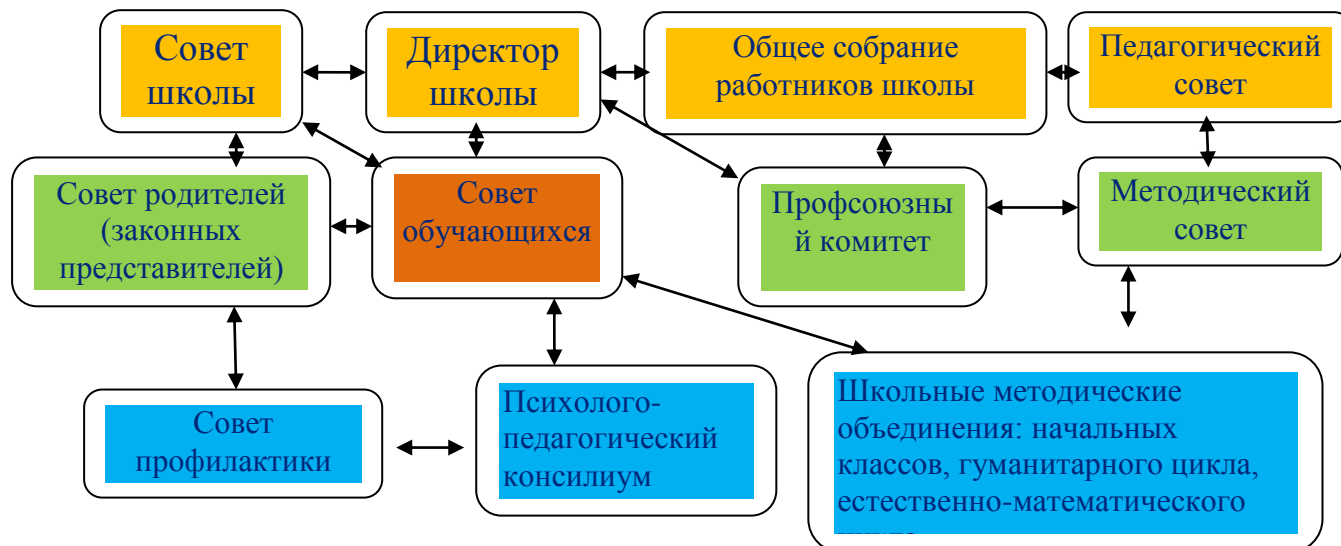 Совет
школы
Директор
школы
Общее собрание
работников школы
Педагогический
совет
Совет родителей
(законных
представителей)
Совет
обучающихся
Профсоюзны
й комитет
Методический
совет
Совет
профилактики
Психолого-
педагогический
консилиум
Школьные методические
объединения: начальных
классов, гуманитарного цикла,
естественно-математического